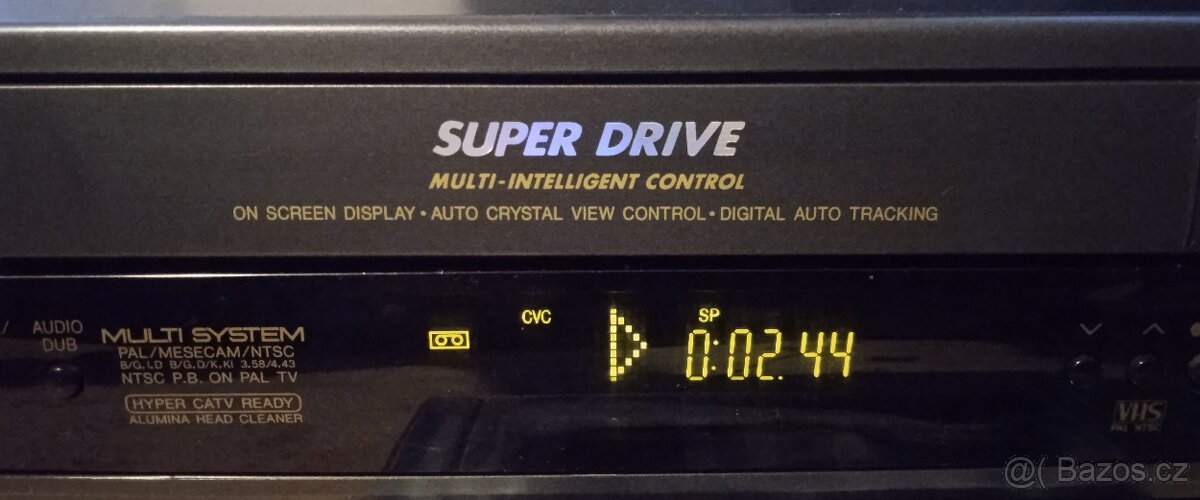 SUPER DRIVE
MULTI-INTELLIGENT CONTROL
ON SCREEN DISPLAY • AUTO CRYSTAL VIEW CONTROL • DIGITAL AUTO TRACKING
AUDIO
DUB
MULTI SYSTEM
PAL/MESECAM/NTSC
B/G.I.D B/G.D/K.KI 3.58/4.43
NTSC P.B. ON PAL TV
HYPER CATV READY
ALUMINA HEAD CLEANER
CVC
SP
0:02.44
VHS
PAL NTSC
@( Bazos.cz